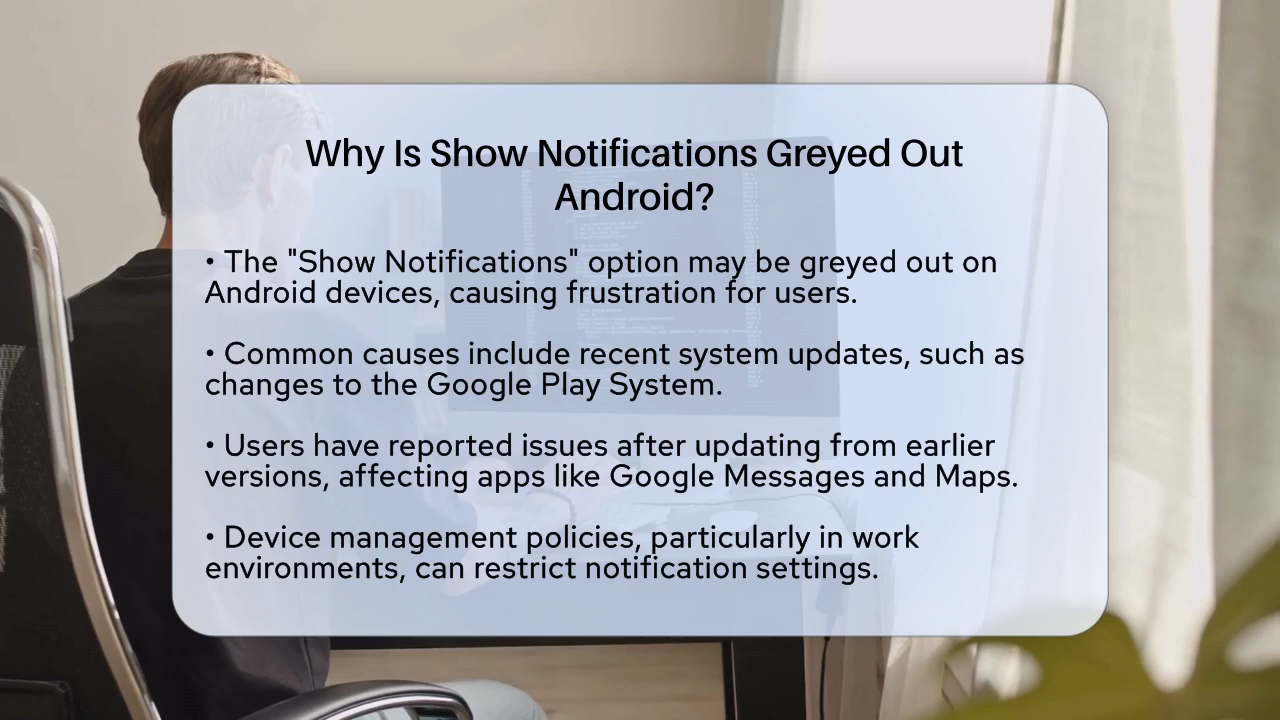 Why Is Show Notifications Greyed Out
Android?
• The "Show Notifications" option may be greyed out on
Android devices, causing frustration for users.
• Common causes include recent system updates, such as
changes to the Google Play System.
• Users have reported issues after updating from earlier
versions, affecting apps like Google Messages and Maps.
• Device management policies, particularly in work
environments, can restrict notification settings.